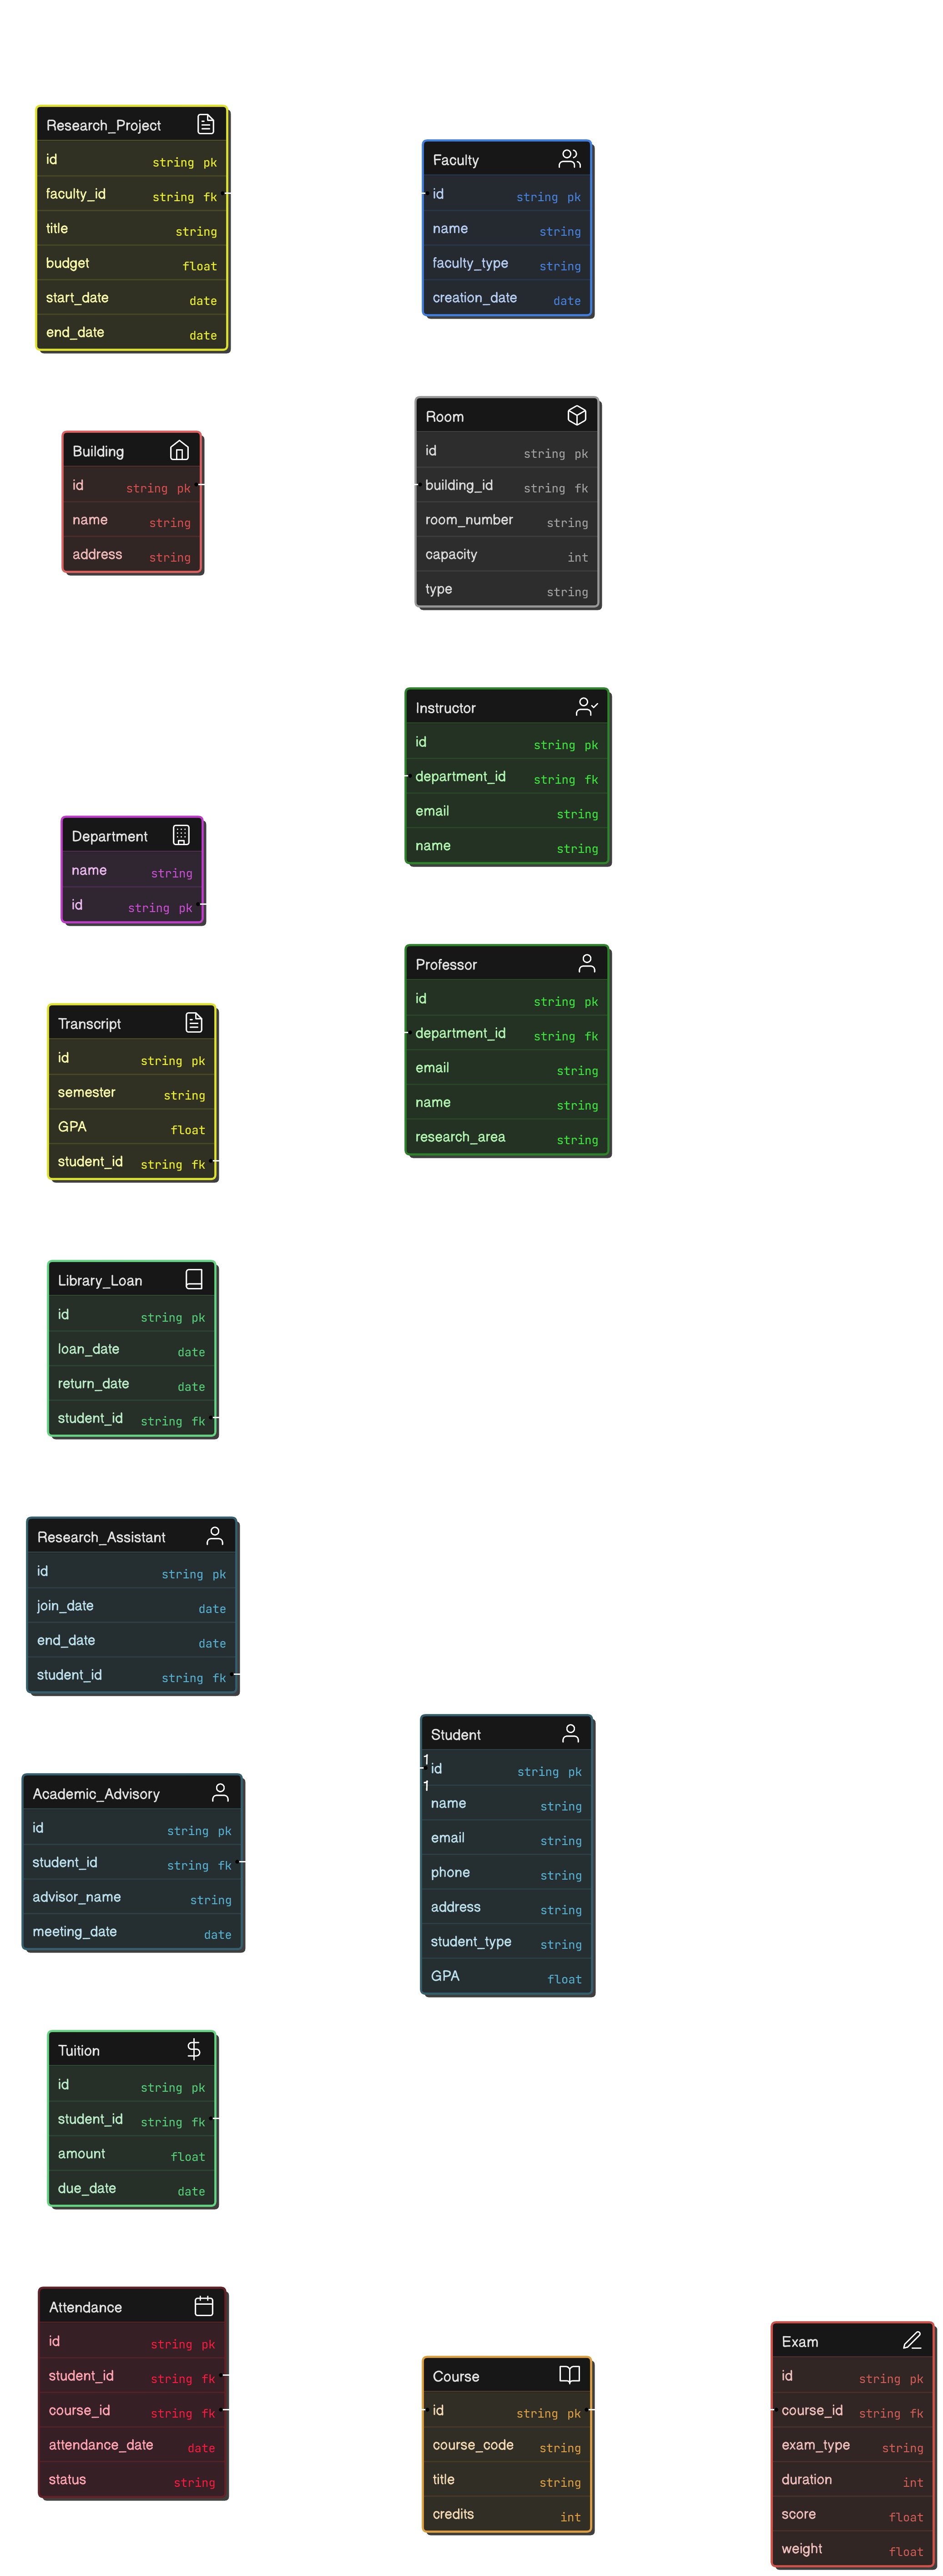 Research_Project
id string pk
faculty_id string fk
title string
budget float
start_date date
end_date date
Faculty
id string pk
name string
faculty_type string
creation_date date
Building
id string pk
name string
address string
Room
id string pk
building_id string fk
room_number string
capacity int
type string
Instructor
id string pk
department_id string fk
email string
name string
Department
name string
id string pk
Professor
id string pk
department_id string fk
email string
name string
research_area string
Transcript
id string pk
semester string
GPA float
student_id string fk
Library_Loan
id string pk
loan_date date
return_date date
student_id string fk
Research_Assistant
id string pk
join_date date
end_date date
student_id string fk
Student
1
id string pk
1
name string
email string
phone string
address string
student_type string
GPA float
Academic_Advisory
id string pk
student_id string fk
advisor_name string
meeting_date date
Tuition
id string pk
student_id string fk
amount float
due_date date
Attendance
id string pk
student_id string fk
course_id string fk
attendance_date date
status string
Course
id string pk
course_code string
title string
credits int
Exam
id string pk
course_id string fk
exam_type string
duration int
score float
weight float